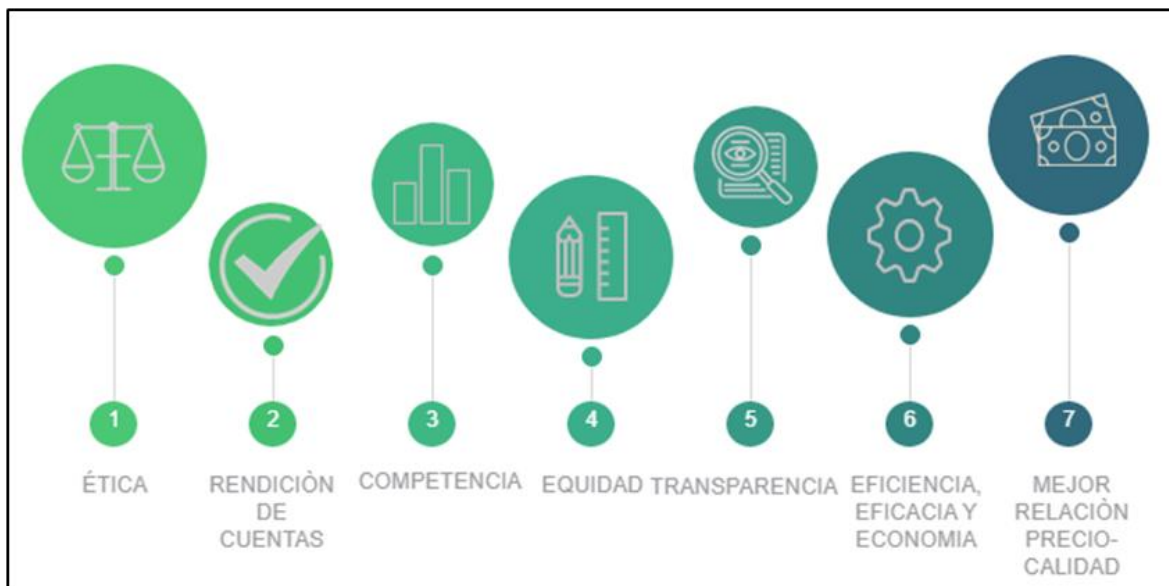 1
2
3
4
5
6
7
ÉTICA
RENDICIÒN
DE
CUENTAS
COMPETENCIA
EQUIDAD
TRANSPARENCIA
EFICIENCIA,
EFICACIA Y
ECONOMIA
MEJOR
RELACIÒN
PRECIO-
CALIDAD